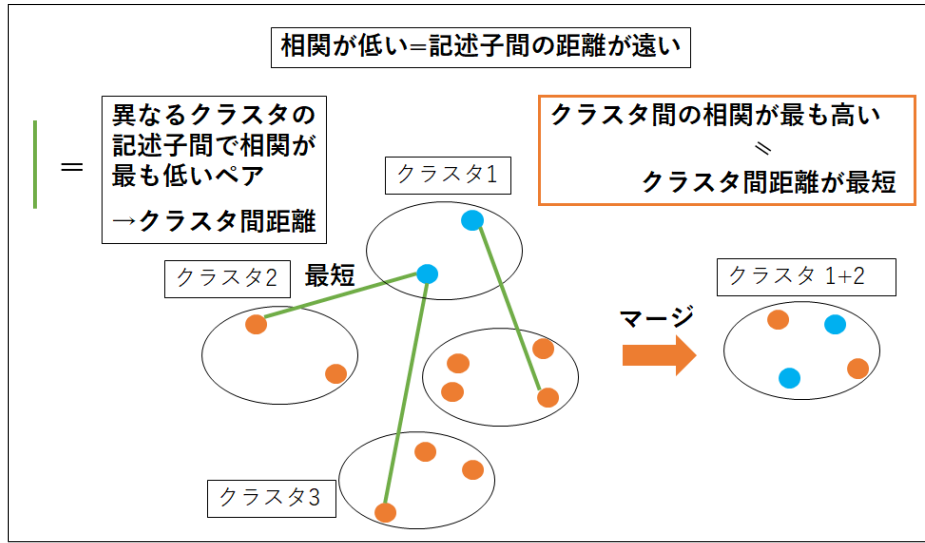 相関が低い=記述子間の距離が遠い
=
異なるクラスタの
記述子間で相関が
最も低いペア
→クラスタ間距離
クラスタ間の相関が最も高い
=
クラスタ間距離が最短
クラスタ1
クラスタ2
最短
クラスタ 1+2
マージ
クラスタ3